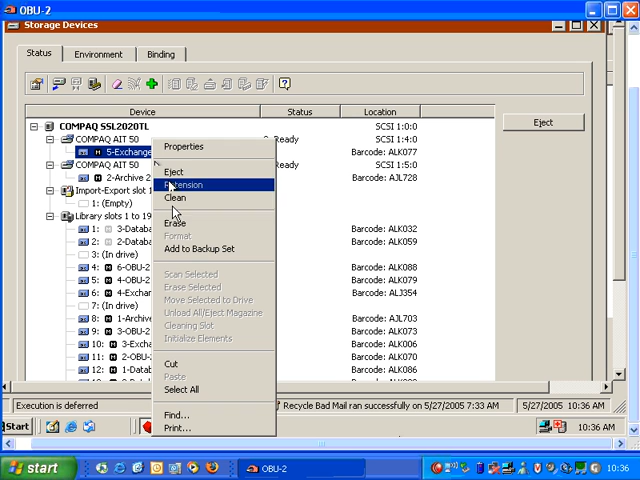 OBU-2
Storage Devices
Status Environment Binding
Device Status Location
Eject
COMPAQ SSL2020TL SCSI 1:0:0
COMPAQ AIT 50 Ready SCSI 1:4:0
5-Exchange Barcode: ALK077
COMPAQ AIT 50 Ready SCSI 1:5:0
2-Archive 2 Barcode: AJL728
Import-Export slot
1: (Empty)
Library slots 1 to 19
1: 3-Datab Barcode: ALK032
2: 2-Datab Barcode: ALK059
3: (In drive)
4: 6-OBU-2 Barcode: ALK088
5: 4-OBU-2 Barcode: ALK079
6: 4-Exchar Barcode: ALJ354
7: (In drive)
8: 1-Archive Barcode: AJL703
9: 3-OBU-2 Barcode: ALK073
10: 3-Excha Barcode: ALK006
11: 2-OBU-2 Barcode: ALK070
12: 1-Datab Barcode: ALK086
Properties
Eject
Retension
Clean
Erase
Format
Add to Backup Set
Scan Selected
Erase Selected
Move Selected to Drive
Unload All/Eject Magazine
Cleaning Slot
Initialize Elements
Cut
Paste
Select All
Find...
Print...
Execution is deferred Recycle Bad Mail ran successfully on 5/27/2005 7:33 AM 5/27/2005 10:36 AM
Start 10:36 AM
start OBU-2 10:36